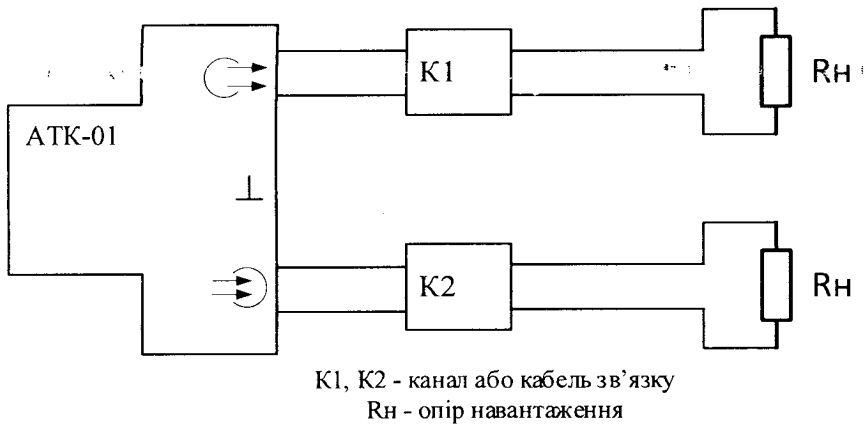 К1
Rн
АТК-01
К2
Rн
К1, К2 - канал або кабель зв’язку
Rн - опір навантаження